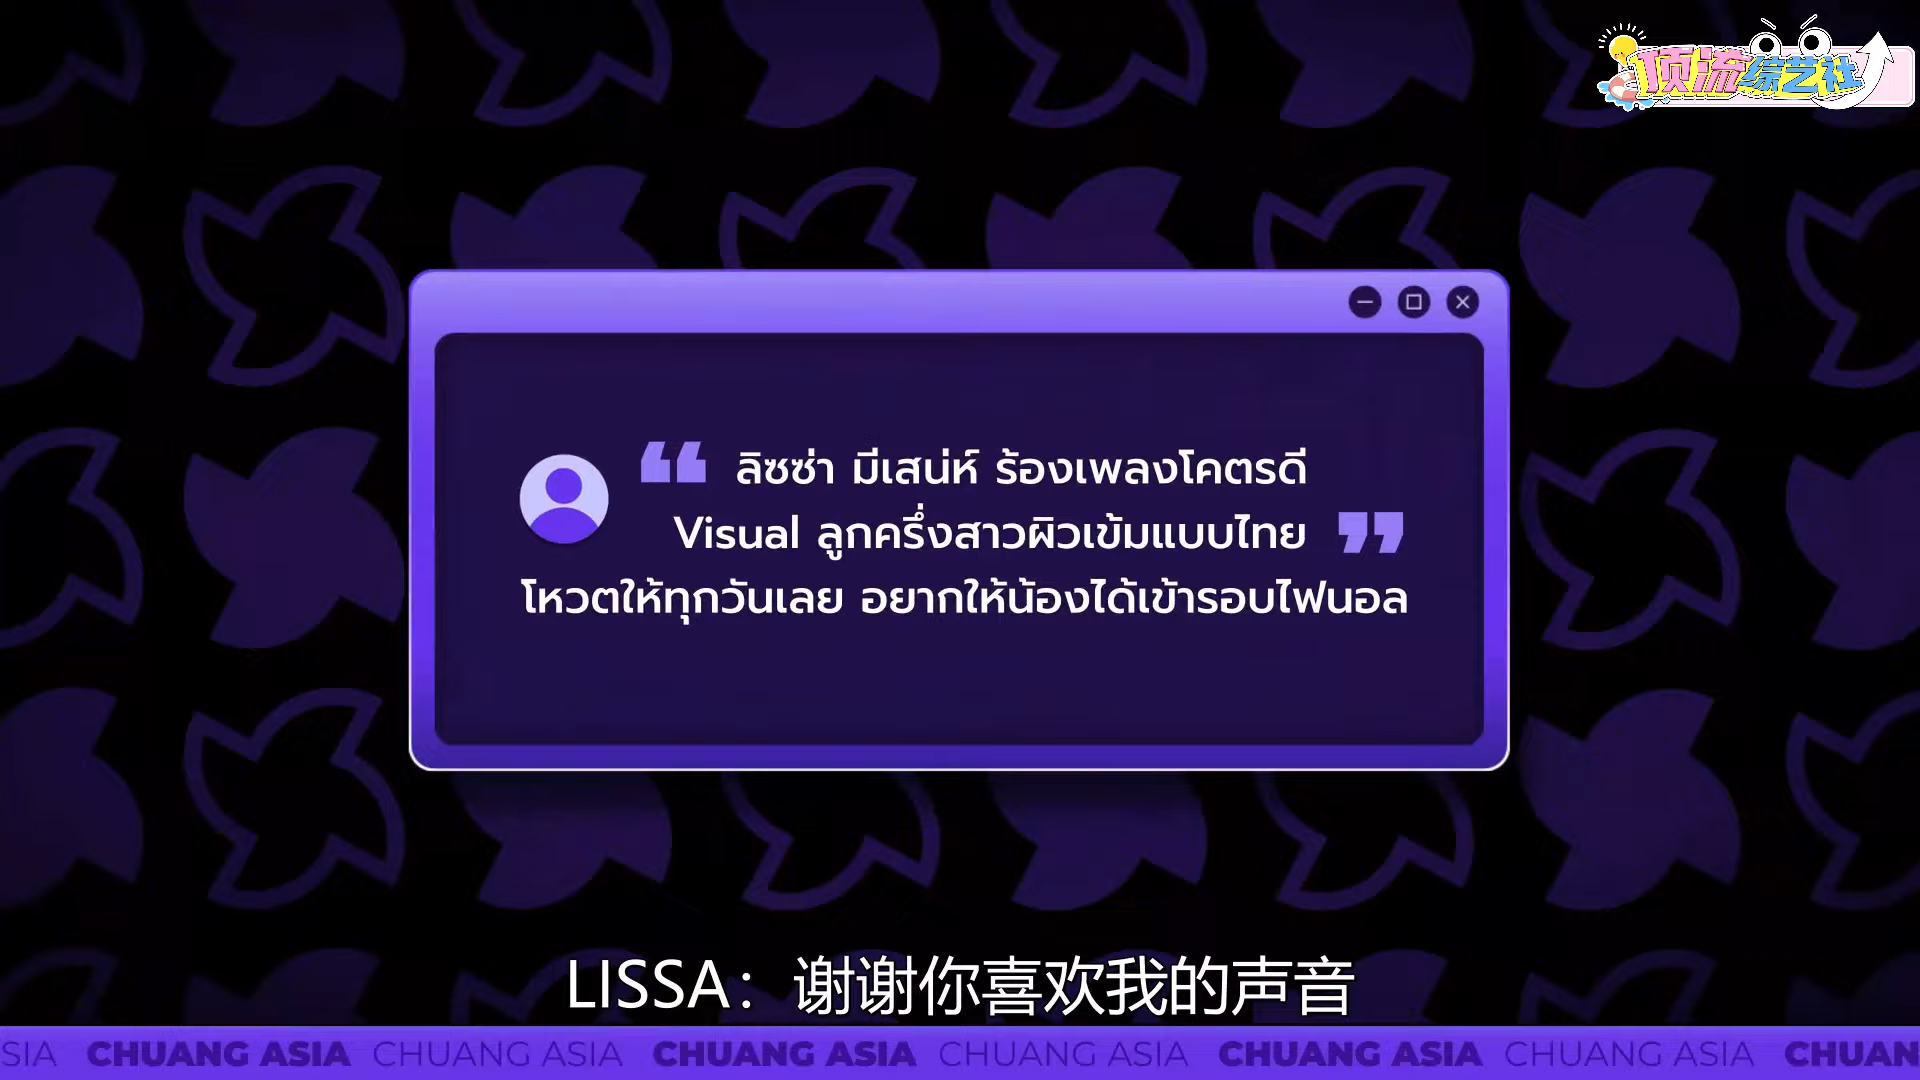 顶流综艺社
“ ลิซซ่า มีเสน่ห์ ร้องเพลงโคตรดี
Visual ลูกครึ่งสาวผิวเข้มแบบไทย ”
โหวตให้ทุกวันเลย อยากให้น้องได้เข้ารอบไฟนอล
LISSA：谢谢你喜欢我的声音
SIA CHUANG ASIA CHUANG ASIA CHUANG ASIA CHUANG ASIA CHUANG ASIA CHUANG ASIA CHUAN